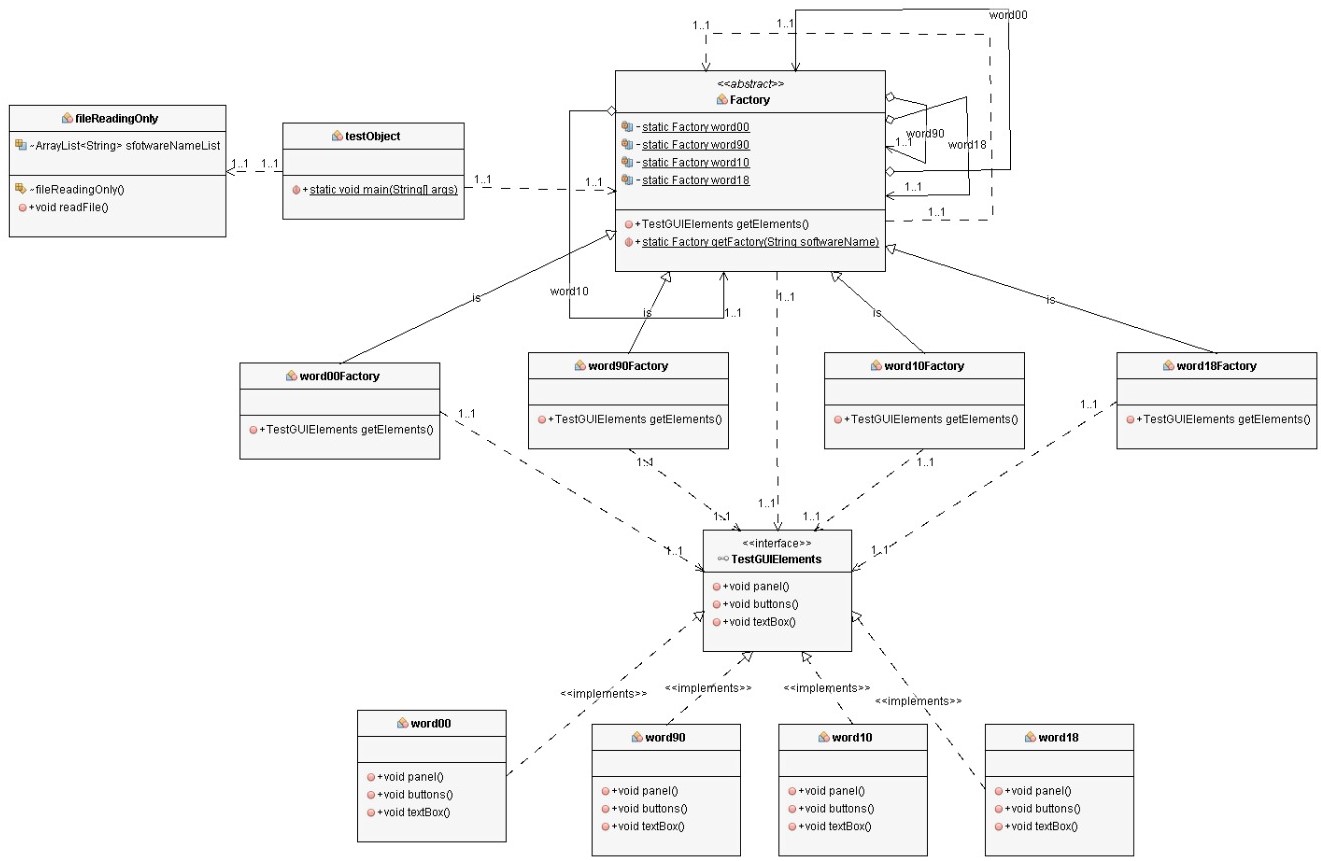 word00
1..1
1..1
<<abstract>>
Factory
- static Factory word00
- static Factory word90
- static Factory word10
- static Factory word18
+TestGUIElements getElements()
+ static Factory getFactory(String softwareName)
word90
1..1
word18
1..1
1..1
fileReadingOnly
~ArrayList<String> sfotwareNameList
~fileReadingOnly()
+void readFile()
1..1
1..1
testObject
+ static void main(String[] args)
1..1
1..1
word10
1..1
1..1
is
is
is
is
word00Factory
+TestGUIElements getElements()
word90Factory
+TestGUIElements getElements()
word10Factory
+TestGUIElements getElements()
word18Factory
+TestGUIElements getElements()
1..1
1..1
1..1
1..1
1..1
1..1
1..1
1..1
1..1
<<interface>>
TestGUIElements
+void panel()
+void buttons()
+void textBox()
<<implements>>
<<implements>>
<<implements>>
<<implements>>
word00
+void panel()
+void buttons()
+void textBox()
word90
+void panel()
+void buttons()
+void textBox()
word10
+void panel()
+void buttons()
+void textBox()
word18
+void panel()
+void buttons()
+void textBox()